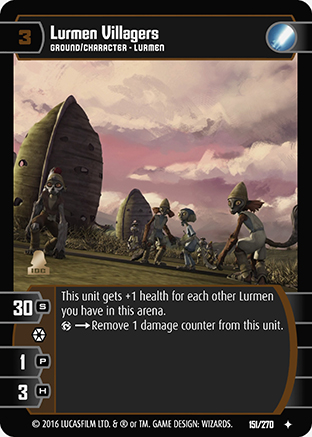 3 Lurmen Villagers
GROUND/CHARACTER - LURMEN
IDC
This unit gets +1 health for each other Lurmen
you have in this arena.
30 S
→ Remove 1 damage counter from this unit.
1 P
3 H
© 2016 LUCASFILM LTD. & ® OR TM. GAME DESIGN: WIZARDS. 151/270